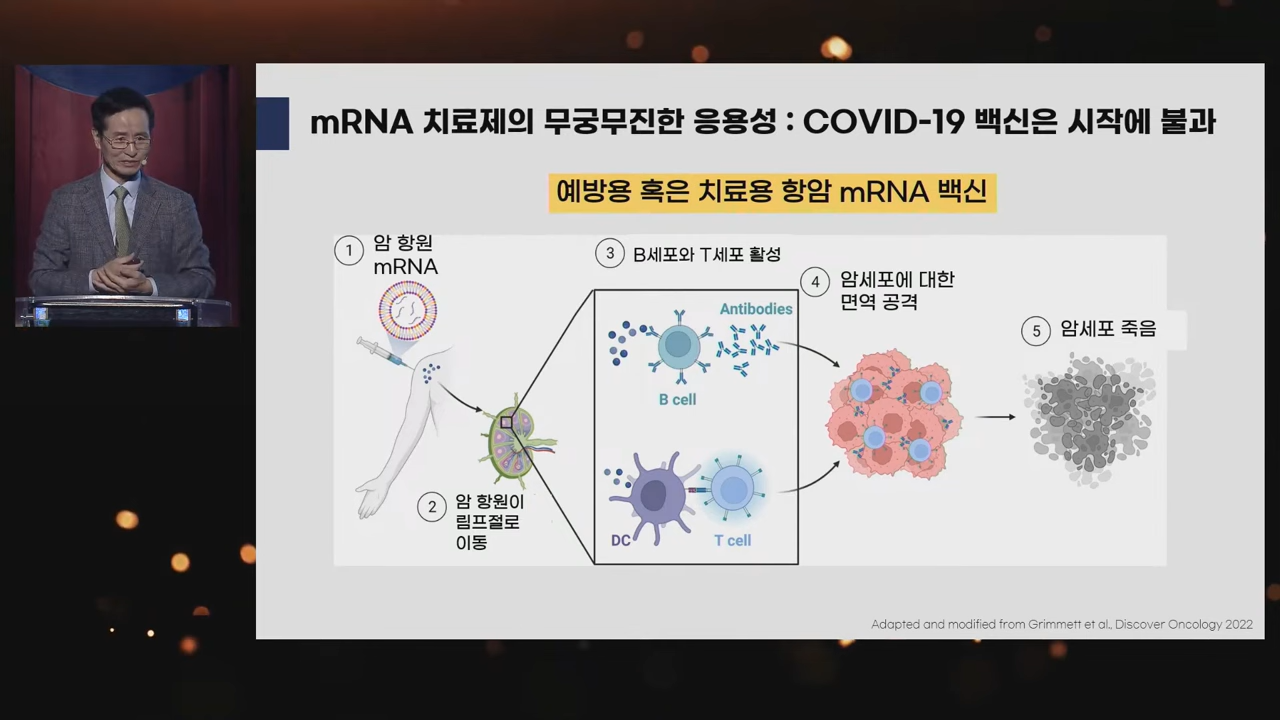 mRNA 치료제의 무궁무진한 응용성 : COVID-19 백신은 시작에 불과
예방용 혹은 치료용 항암 mRNA 백신
1 암 항원
mRNA
2 암 항원이
림프절로
이동
3 B세포와 T세포 활성
Antibodies
B cell
DC
T cell
4 암세포에 대한
면역 공격
5 암세포 죽음
Adapted and modified from Grimmett et al., Discover Oncology 2022